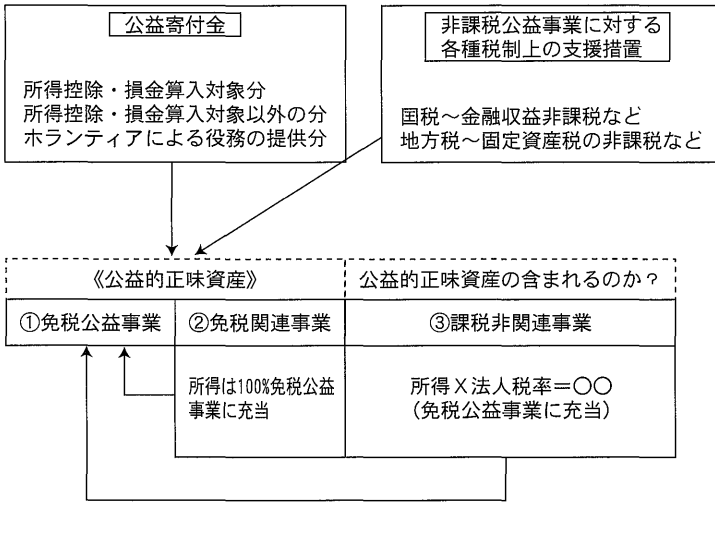 公益寄付金
所得控除・損金算入対象分
所得控除・損金算入対象以外の分
ホランティアによる役務の提供分
非課税公益事業に対する
各種税制上の支援措置
国税～金融収益非課税など
地方税～固定資産税の非課税など
《公益的正味資産》
公益的正味資産の含まれるのか？
①免税公益事業
②免税関連事業
③課税非関連事業
所得は100%免税公益
事業に充当
所得×法人税率＝〇〇
（免税公益事業に充当）